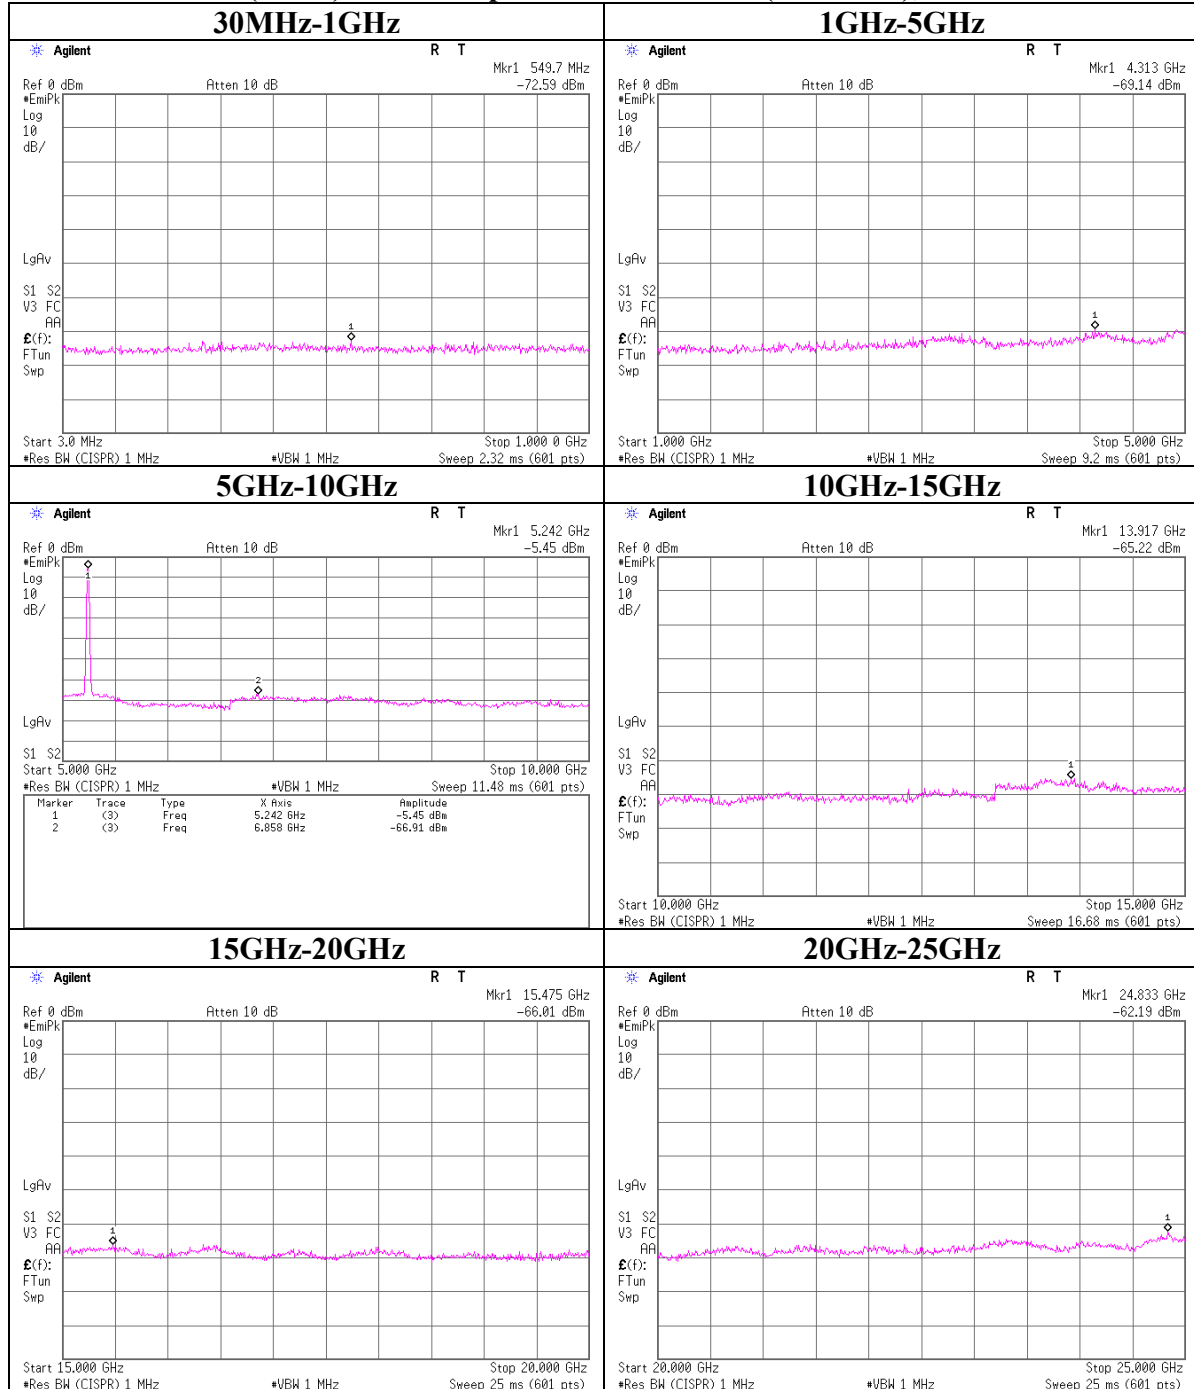 30MHz-1GHz
Agilent R T
Mkr1 549.7 MHz
Ref 0 dBm Atten 10 dB -72.59 dBm
#EmiPk
Log
10
dB/
LgAv
S1 S2
V3 FC
AA
£(f):
FTun
Swp
1
Start 3.0 MHz Stop 1.000 0 GHz
#Res BW (CISPR) 1 MHz #VBW 1 MHz Sweep 2.32 ms (601 pts)
1GHz-5GHz
Agilent R T
Mkr1 4.313 GHz
Ref 0 dBm Atten 10 dB -69.14 dBm
#EmiPk
Log
10
dB/
LgAv
S1 S2
V3 FC
AA
£(f):
FTun
Swp
1
Start 1.000 GHz Stop 5.000 GHz
#Res BW (CISPR) 1 MHz #VBW 1 MHz Sweep 9.2 ms (601 pts)
5GHz-10GHz
Agilent R T
Mkr1 5.242 GHz
Ref 0 dBm Atten 10 dB -5.45 dBm
#EmiPk
Log
10
dB/
1
2
LgAv
S1 S2
Start 5.000 GHz Stop 10.000 GHz
#Res BW (CISPR) 1 MHz #VBW 1 MHz Sweep 11.48 ms (601 pts)
Marker Trace Type X Axis Amplitude
1 (3) Freq 5.242 GHz -5.45 dBm
2 (3) Freq 6.858 GHz -66.91 dBm
10GHz-15GHz
Agilent R T
Mkr1 13.917 GHz
Ref 0 dBm Atten 10 dB -65.22 dBm
#EmiPk
Log
10
dB/
LgAv
S1 S2
V3 FC
AA
£(f):
FTun
Swp
1
Start 10.000 GHz Stop 15.000 GHz
#Res BW (CISPR) 1 MHz #VBW 1 MHz Sweep 16.68 ms (601 pts)
15GHz-20GHz
Agilent R T
Mkr1 15.475 GHz
Ref 0 dBm Atten 10 dB -66.01 dBm
#EmiPk
Log
10
dB/
LgAv
S1 S2
V3 FC
AA
£(f):
FTun
Swp
1
Start 15.000 GHz Stop 20.000 GHz
#Res BW (CISPR) 1 MHz #VBW 1 MHz Sweep 25 ms (601 pts)
20GHz-25GHz
Agilent R T
Mkr1 24.833 GHz
Ref 0 dBm Atten 10 dB -62.19 dBm
#EmiPk
Log
10
dB/
LgAv
S1 S2
V3 FC
AA
£(f):
FTun
Swp
1
Start 20.000 GHz Stop 25.000 GHz
#Res BW (CISPR) 1 MHz #VBW 1 MHz Sweep 25 ms (601 pts)